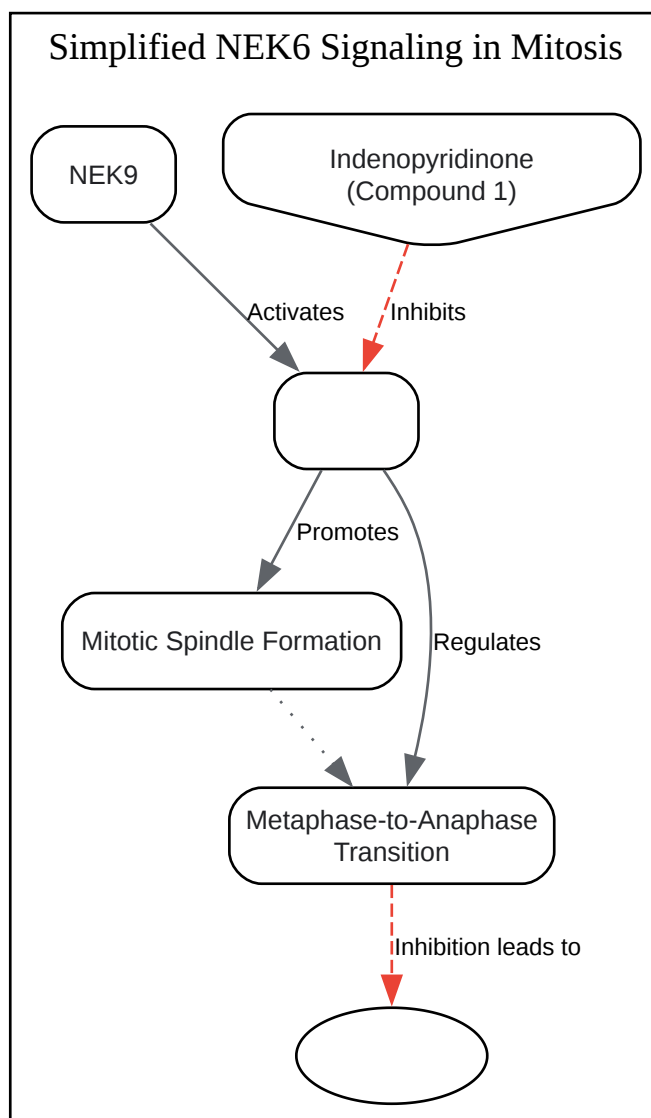 Simplified NEK6 Signaling in Mitosis
NEK9
Indenopyridinone
(Compound 1)
Activates
Inhibits
Promotes
Mitotic Spindle Formation
Regulates
Metaphase-to-Anaphase
Transition
Inhibition leads to